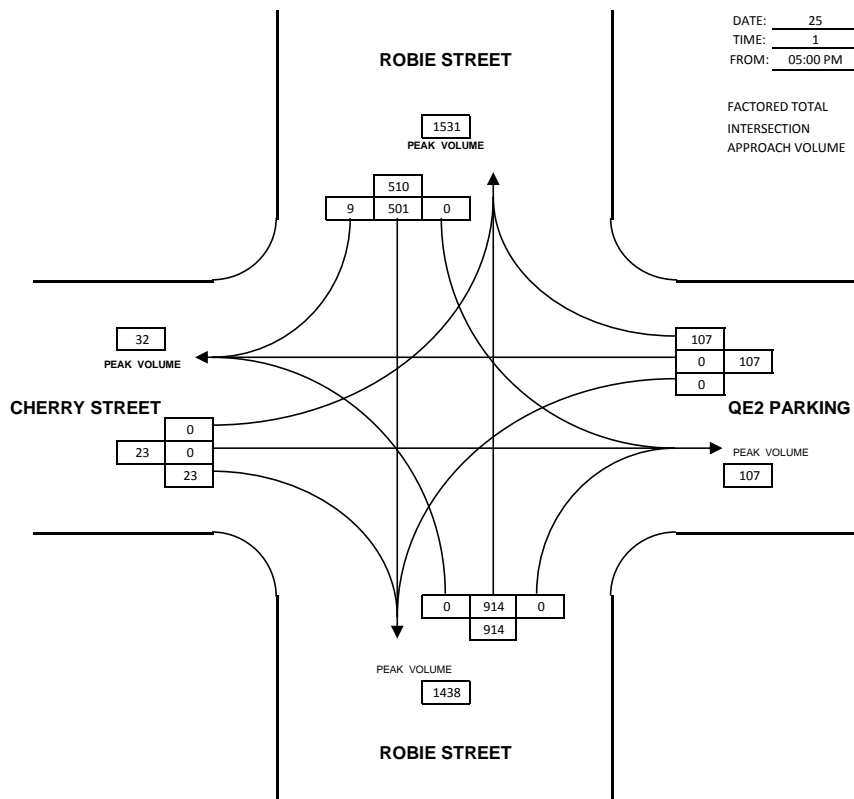 DATE: 25
TIME: 1
FROM: 05:00 PM
ROBIE STREET
FACTORED TOTAL
INTERSECTION
APPROACH VOLUME
1531
PEAK VOLUME
510
9 501 0
32
PEAK VOLUME
107
0 107
0
CHERRY STREET
QE2 PARKING
0
23 0
23
PEAK VOLUME
107
0 914 0
914
PEAK VOLUME
1438
ROBIE STREET